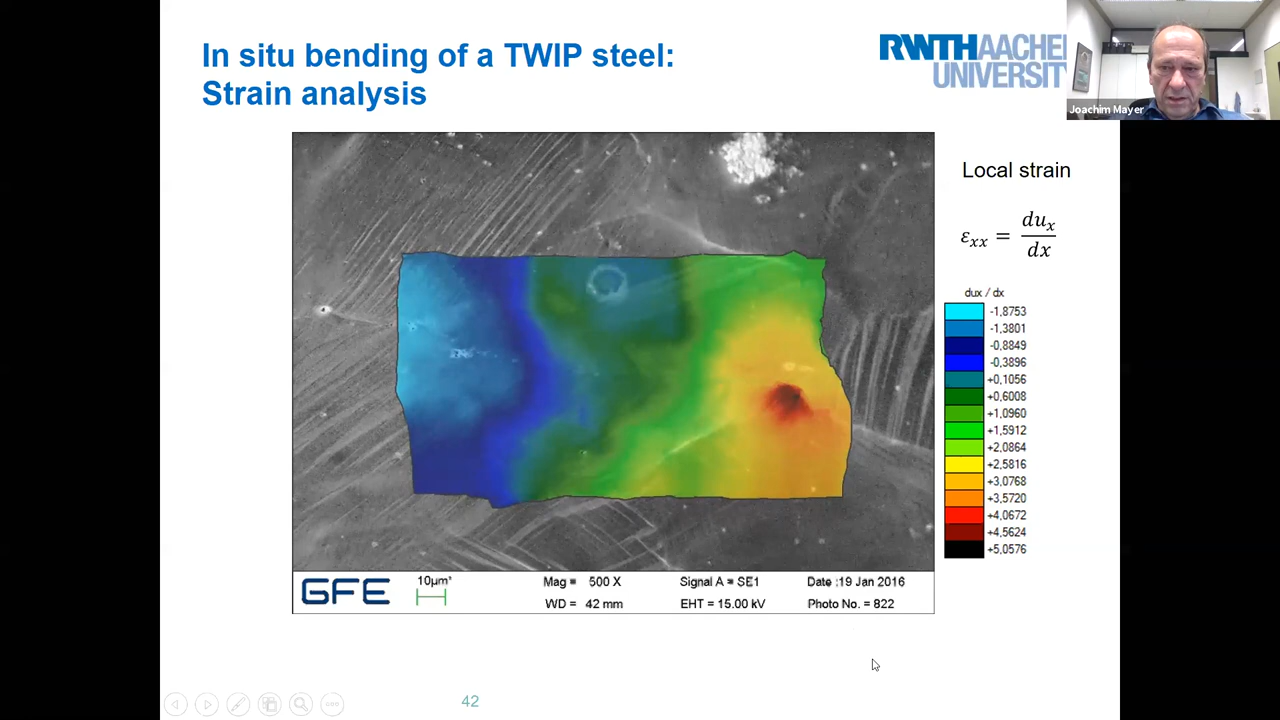 In situ bending of a TWIP steel:
Strain analysis
RWTHAACHEN
UNIVERSITY
Joachim Mayer
Local strain
εxx = dux/dx
dux / dx
-1,8753
-1,3801
-0,8849
-0,3896
+0,1056
+0,6008
+1,0960
+1,5912
+2,0864
+2,5816
+3,0768
+3,5720
+4,0672
+4,5624
+5,0576
GFE
10µm*
Mag = 500 X
Signal A = SE1
Date :19 Jan 2016
WD = 42 mm
EHT = 15.00 kV
Photo No. = 822
42